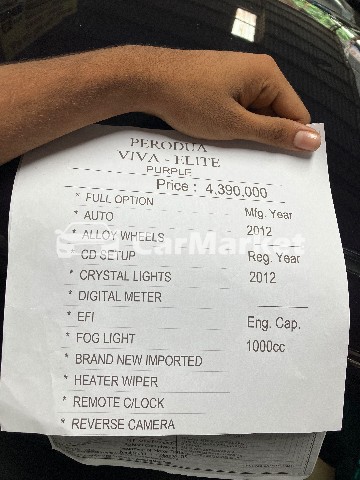 PERODUA
VIVA - ELITE
PURPLE
Price : 4,390,000
* FULL OPTION
Mfg. Year
* AUTO
2012
* ALLOY WHEELS
Reg. Year
CD SETUP
2012
* CRYSTAL LIGHTS
* DIGITAL METER
* EFI
Eng. Cap.
* FOG LIGHT
1000cc
* BRAND NEW IMPORTED
* HEATER WIPER
* REMOTE C/LOCK
* REVERSE CAMERA
CarMarket